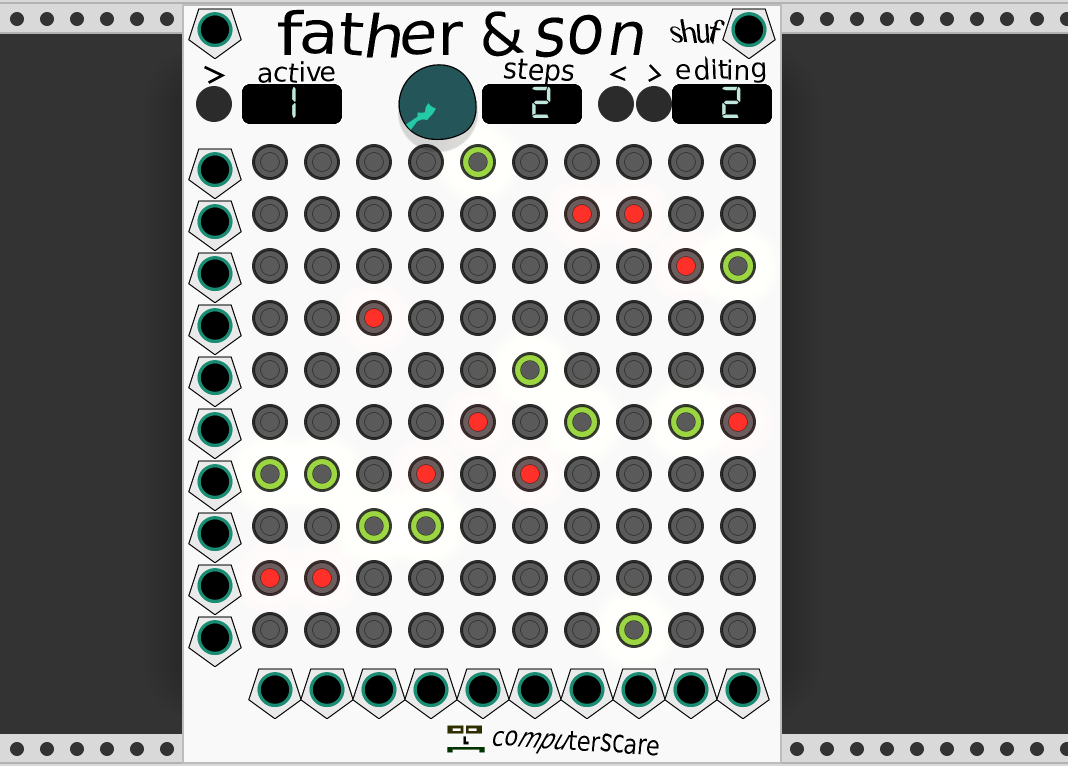 father & son shuf
> active steps < > editing
1 2 2
computerscare